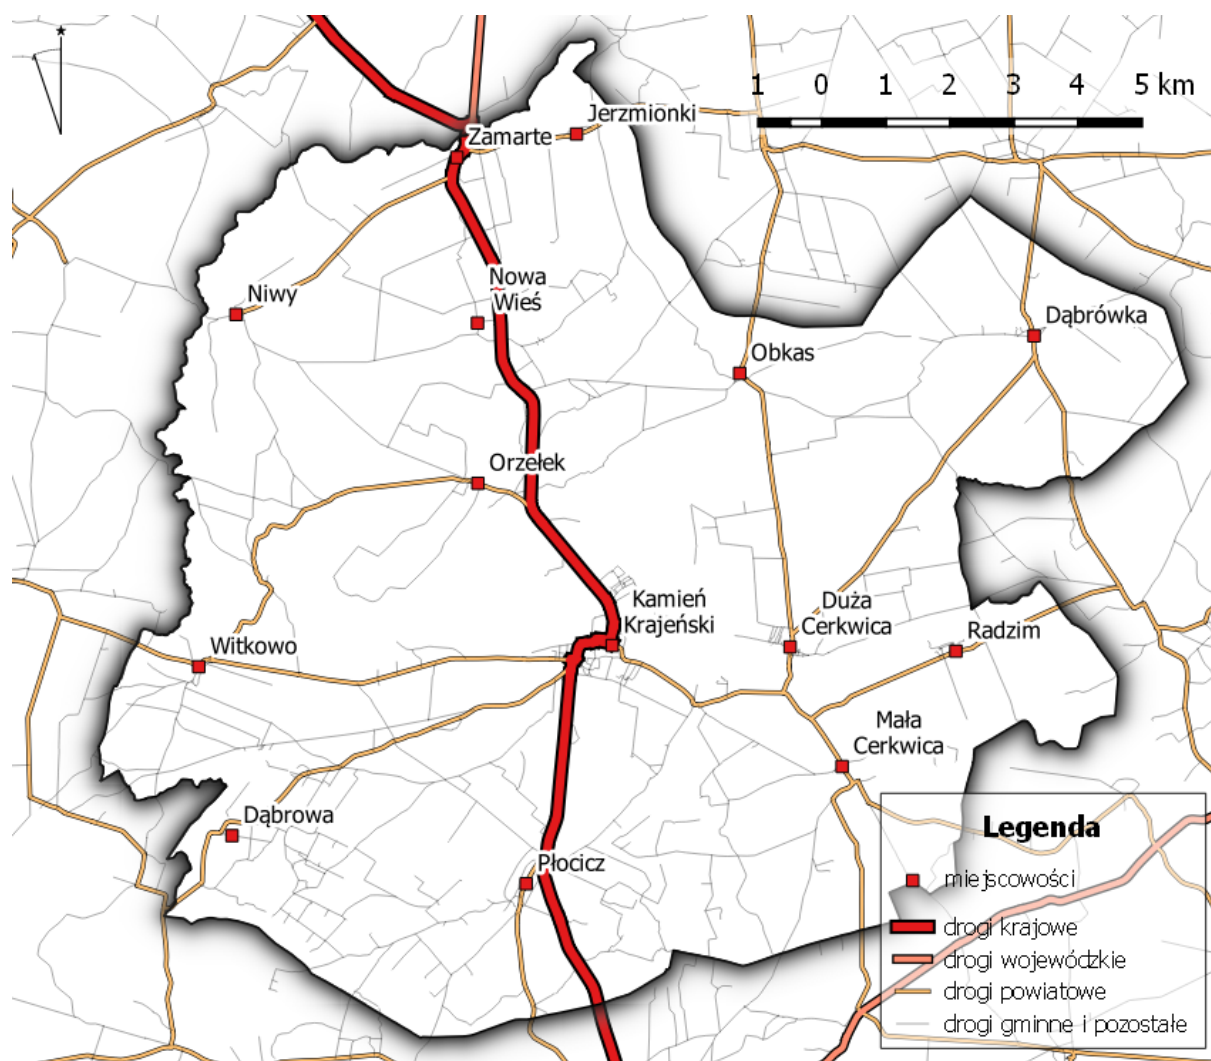 1 0 1 2 3 4 5 km
Jerzmionki
Zamarte
Nowa
Wieś
Niwy
Dąbrówka
Obkas
Orzełek
Kamień
Krajeński
Duża
Cerkwica
Radzim
Witkowo
Mała
Cerkwica
Dąbrowa
Płocicz
Legenda
miejscowości
drogi krajowe
drogi wojewódzkie
drogi powiatowe
drogi gminne i pozostałe